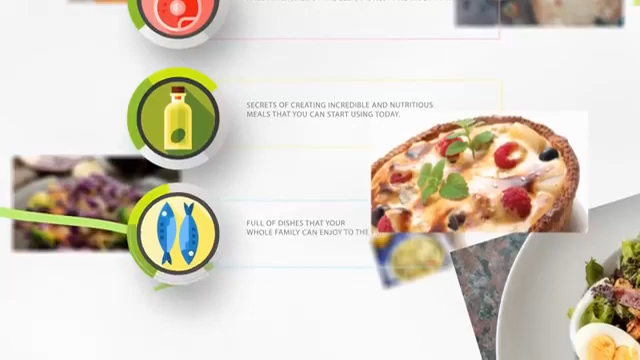 SECRETS OF CREATING INCREDIBLE AND NUTRITIOUS
MEALS THAT YOU CAN START USING TODAY.
FULL OF DISHES THAT YOUR
WHOLE FAMILY CAN ENJOY TO THE